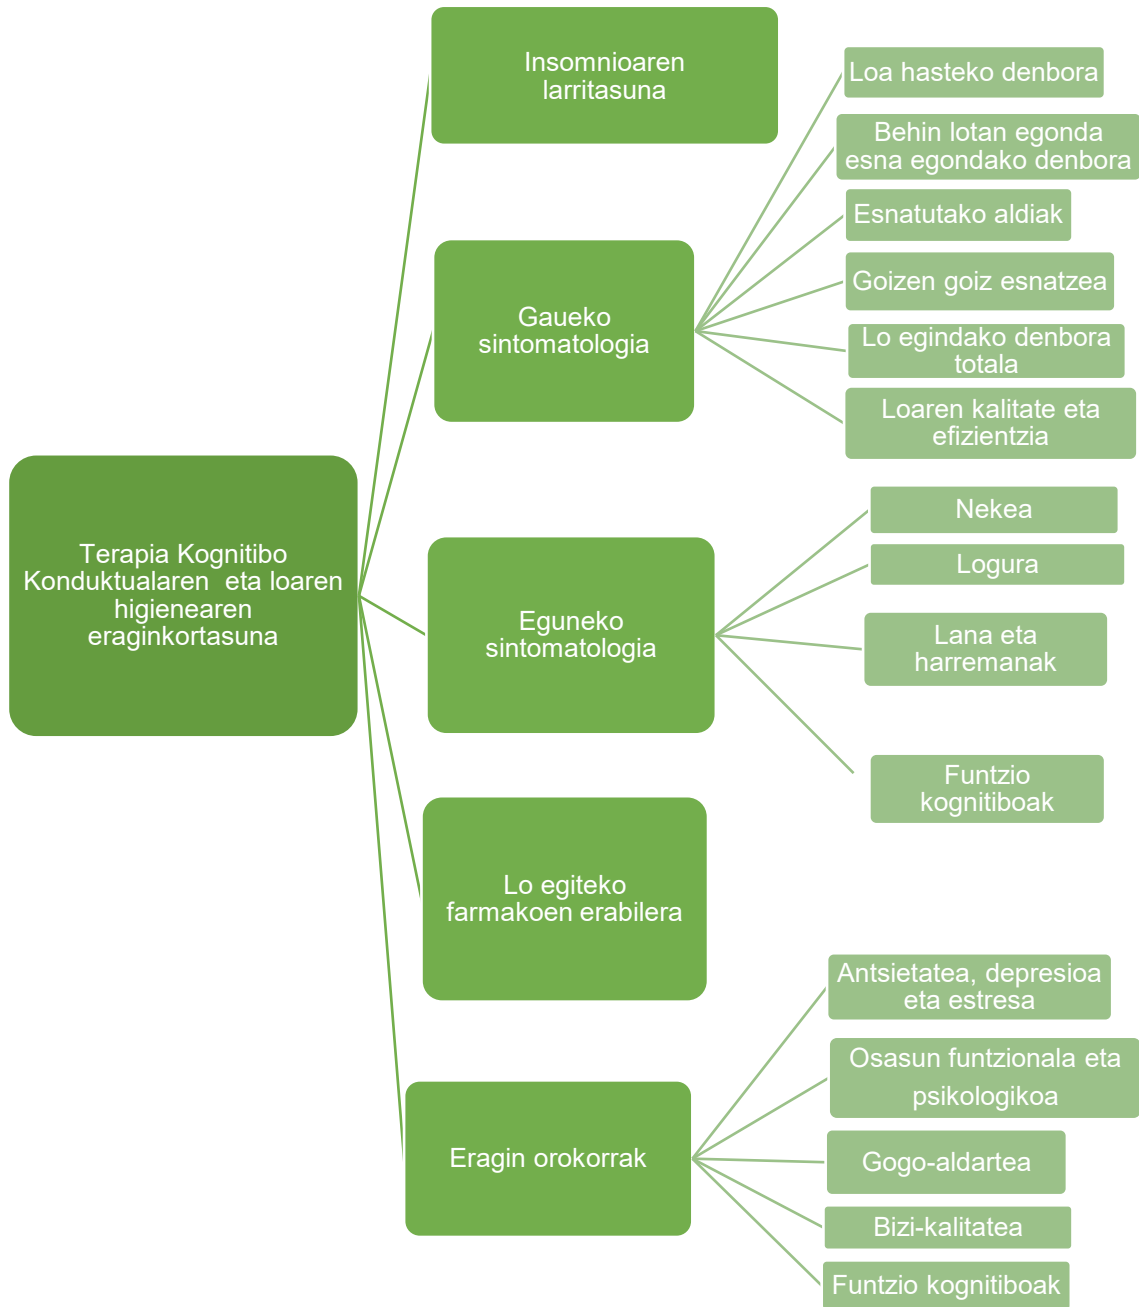 Terapia Kognitibo
Konduktualaren eta loaren
higienearen
eraginkortasuna
Insomnioaren
larritasuna
Gaueko
sintomatologia
Loa hasteko denbora
Behin lotan egonda
esna egondako denbora
Esnatutako aldiak
Goizen goiz esnatzea
Lo egindako denbora
totala
Loaren kalitate eta
efizientzia
Eguneko
sintomatologia
Nekea
Logura
Lana eta
harremanak
Funtzio
kognitiboak
Lo egiteko
farmakoen erabilera
Eragin orokorrak
Antsietatea, depresioa
eta estresa
Osasun funtzionala eta
psikologikoa
Gogo-aldartea
Bizi-kalitatea
Funtzio kognitiboak